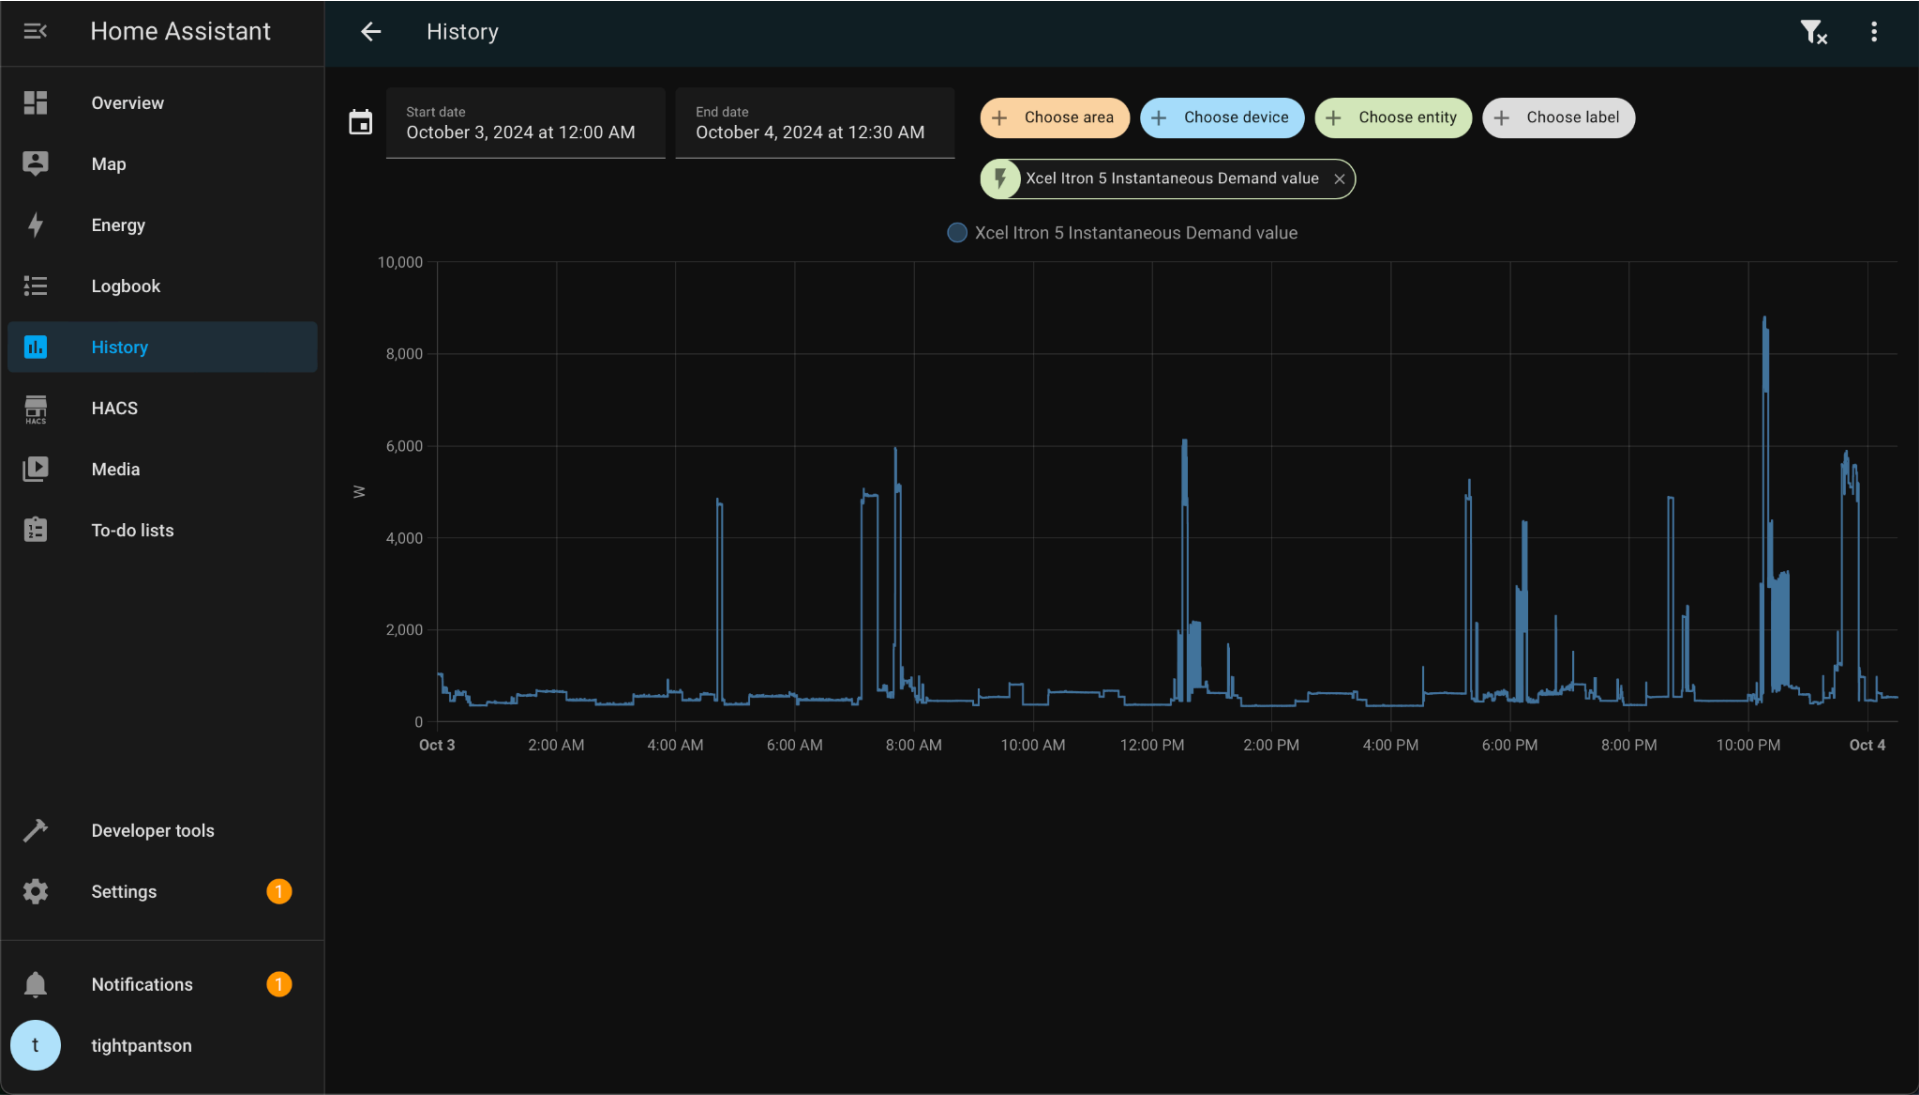 Home Assistant
History
Overview
Map
Energy
Logbook
History
HACS
HACS
Media
To-do lists
Developer tools
Settings
1
Notifications
1
t
tightpantson
Start date
October 3, 2024 at 12:00 AM
End date
October 4, 2024 at 12:30 AM
Choose area
Choose device
Choose entity
Choose label
Xcel Itron 5 Instantaneous Demand value
Xcel Itron 5 Instantaneous Demand value
10,000
8,000
6,000
W
4,000
2,000
0
Oct 3 2:00 AM 4:00 AM 6:00 AM 8:00 AM 10:00 AM 12:00 PM 2:00 PM 4:00 PM 6:00 PM 8:00 PM 10:00 PM Oct 4